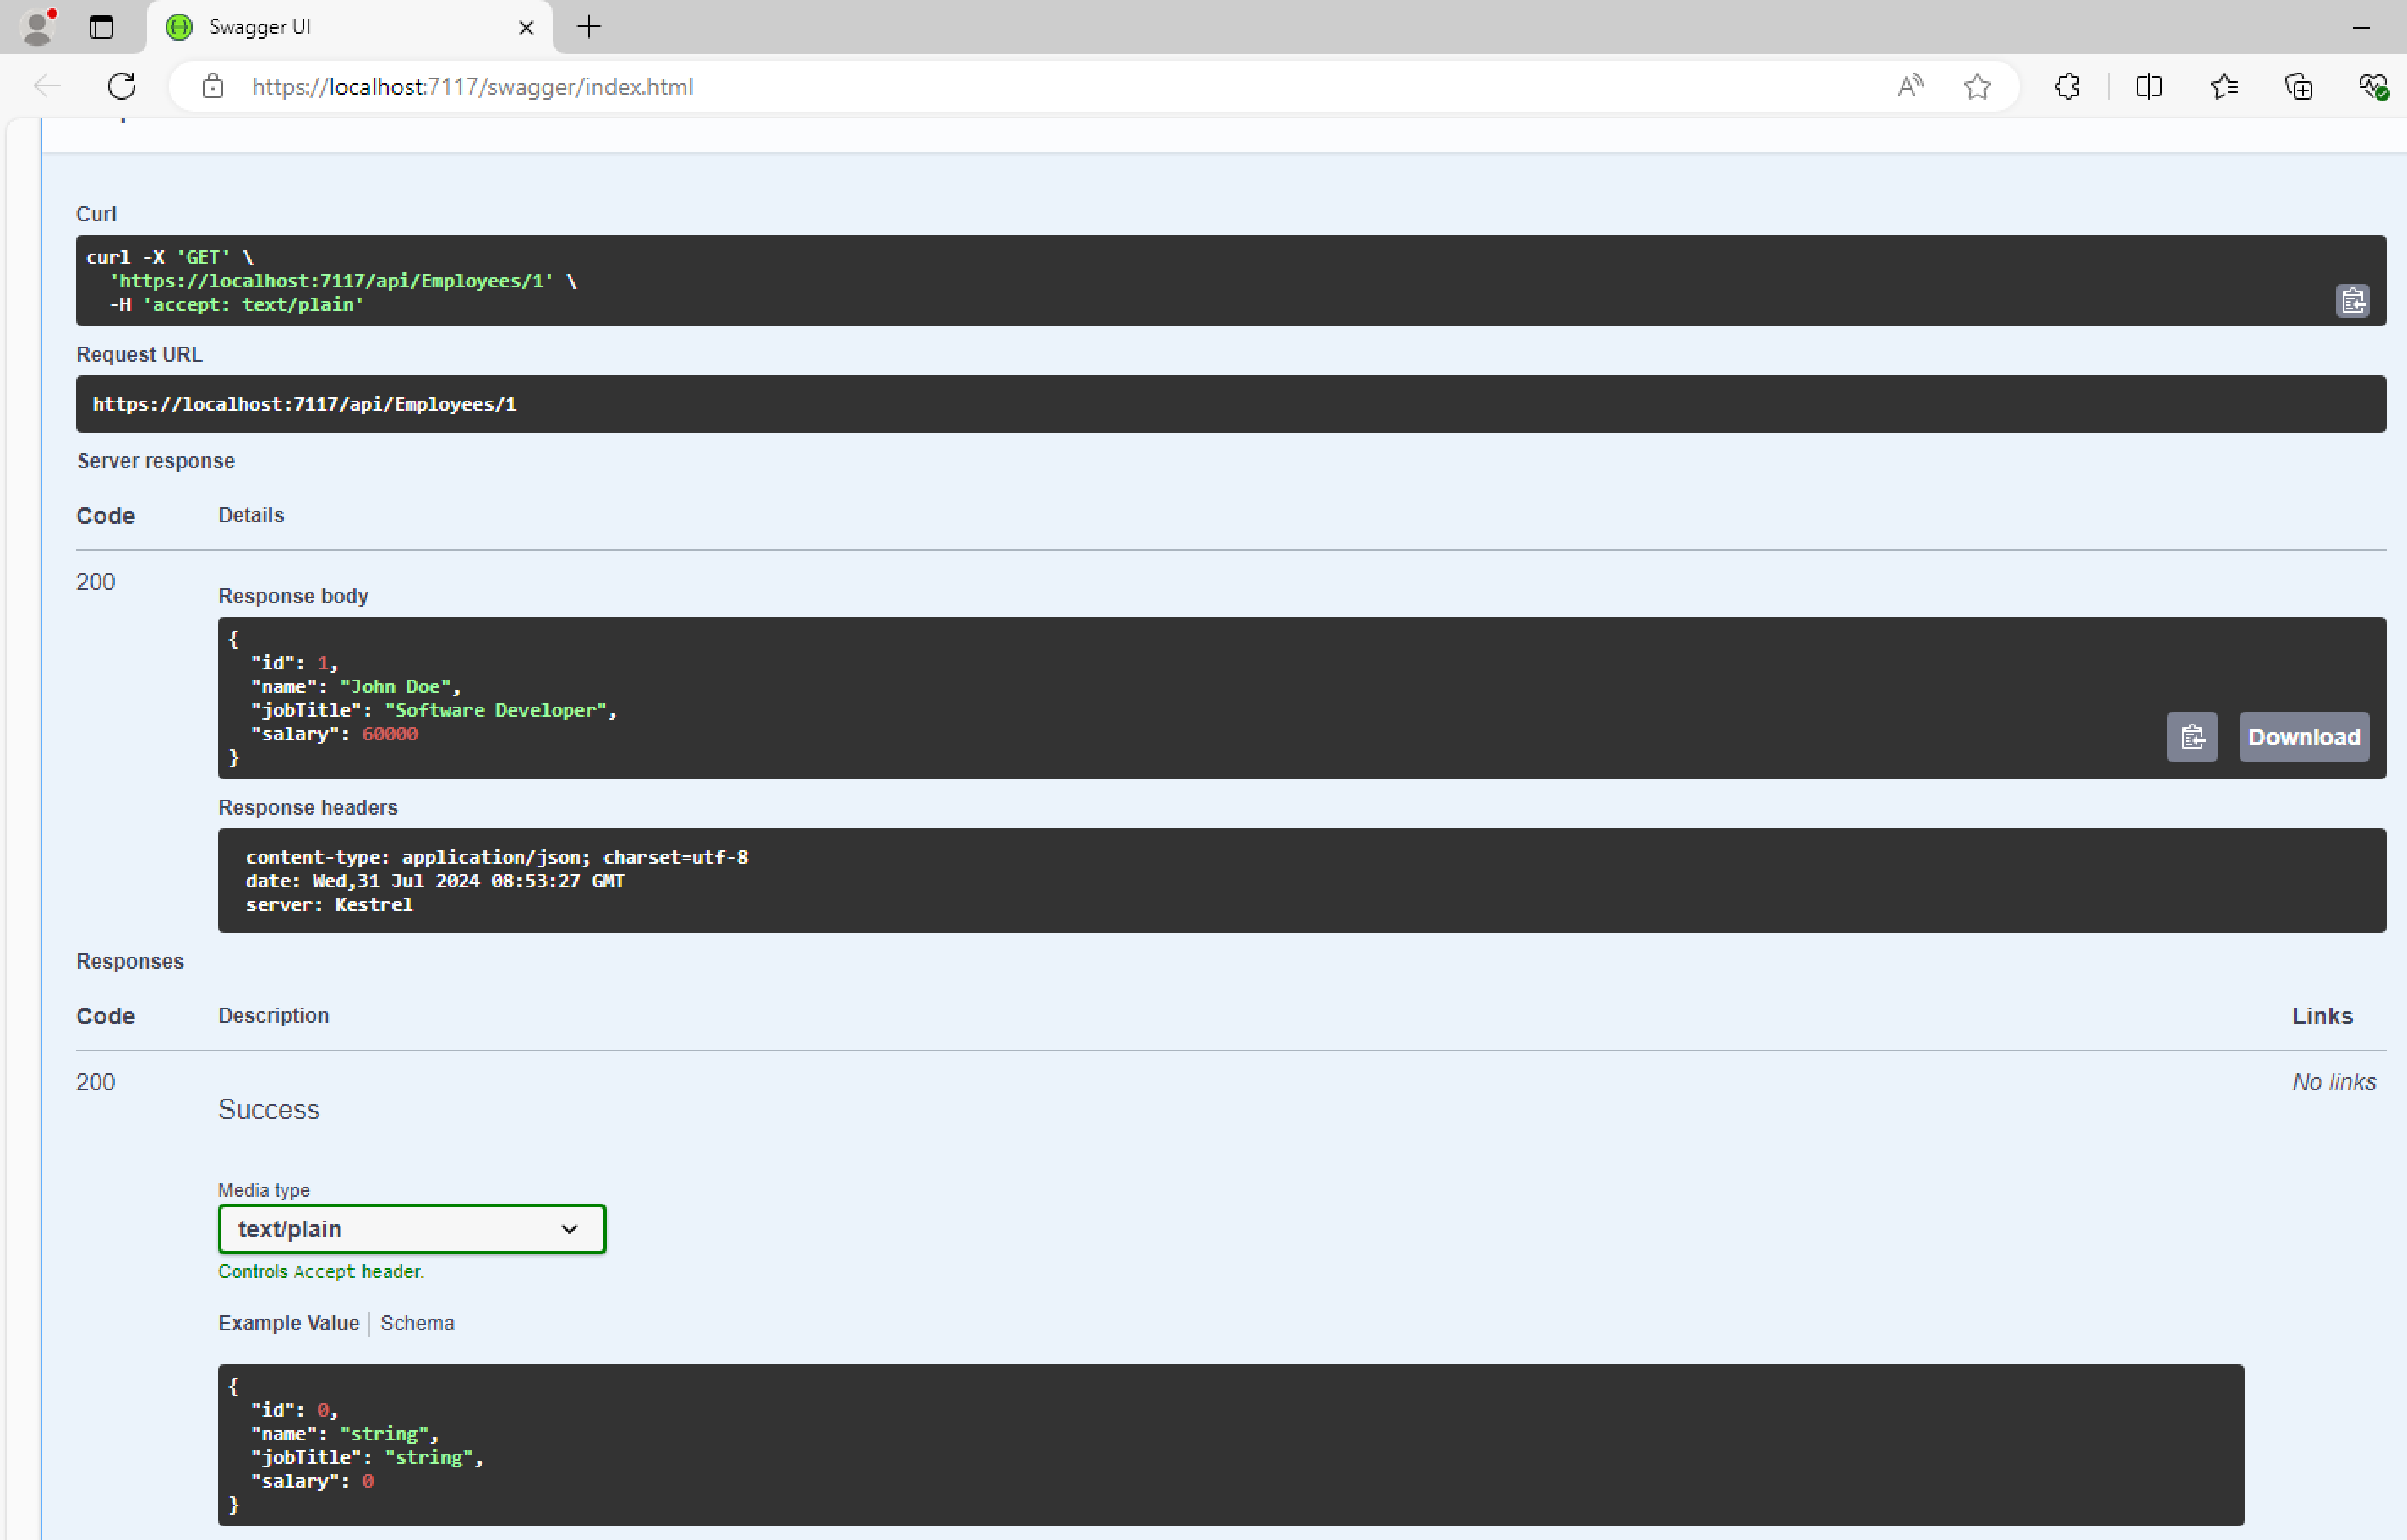 Swagger UI
https://localhost:7117/swagger/index.html
Curl
curl -X 'GET' \
  'https://localhost:7117/api/Employees/1' \
  -H 'accept: text/plain'
Request URL
https://localhost:7117/api/Employees/1
Server response
Code Details
200
Response body
{
  "id": 1,
  "name": "John Doe",
  "jobTitle": "Software Developer",
  "salary": 60000
}
Download
Response headers
content-type: application/json; charset=utf-8
date: Wed,31 Jul 2024 08:53:27 GMT
server: Kestrel
Responses
Code Description Links
200 No links
Success
Media type
text/plain
Controls Accept header.
Example Value Schema
{
  "id": 0,
  "name": "string",
  "jobTitle": "string",
  "salary": 0
}